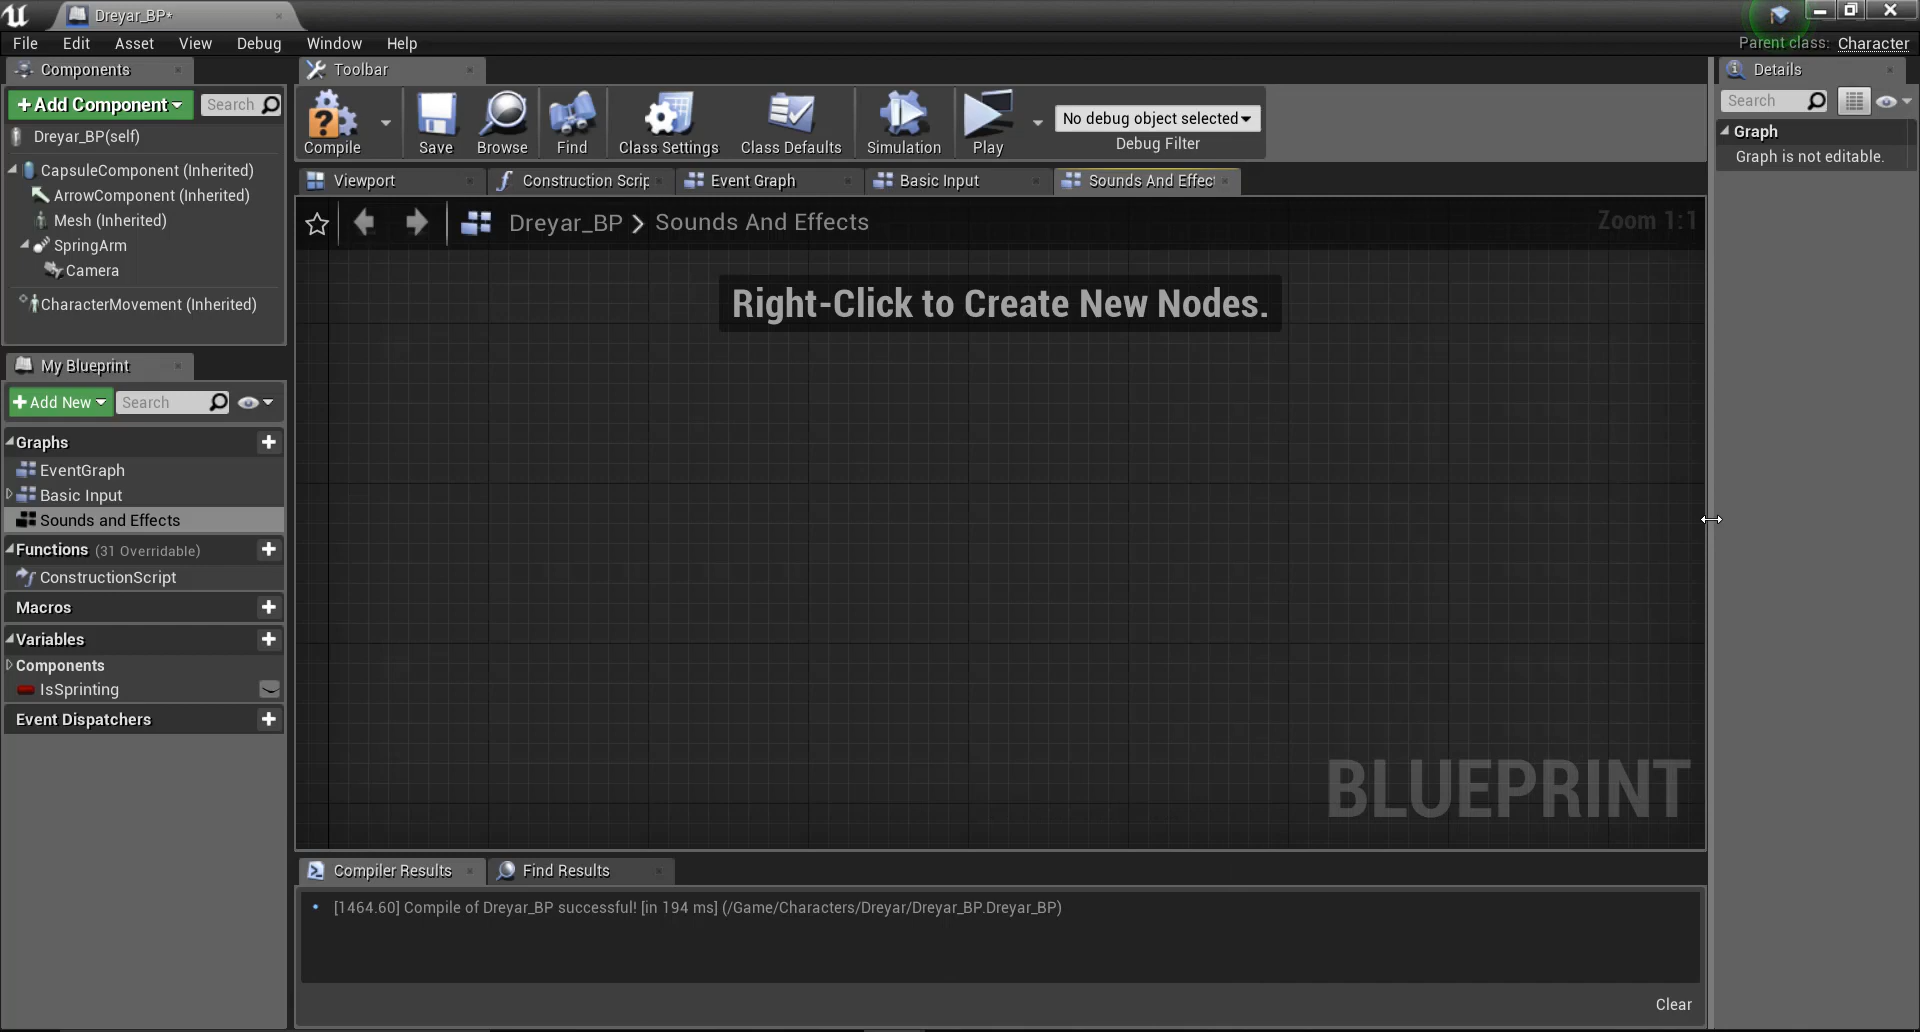 Dreyar_BP*
File Edit Asset View Debug Window Help
Parent class: Character
Components
Add Component
Search
Dreyar_BP(self)
CapsuleComponent (Inherited)
ArrowComponent (Inherited)
Mesh (Inherited)
SpringArm
Camera
CharacterMovement (Inherited)
My Blueprint
Add New
Search
Graphs
EventGraph
Basic Input
Sounds and Effects
Functions (31 Overridable)
ConstructionScript
Macros
Variables
Components
IsSprinting
Event Dispatchers
Toolbar
Compile
Save
Browse
Find
Class Settings
Class Defaults
Simulation
Play
No debug object selected
Debug Filter
Viewport
Construction Scrip
Event Graph
Basic Input
Sounds And Effec
Dreyar_BP > Sounds And Effects
Zoom 1:1
Right-Click to Create New Nodes.
BLUEPRINT
Compiler Results
Find Results
[1464.60] Compile of Dreyar_BP successful! [in 194 ms] (/Game/Characters/Dreyar/Dreyar_BP.Dreyar_BP)
Clear
Details
Search
Graph
Graph is not editable.